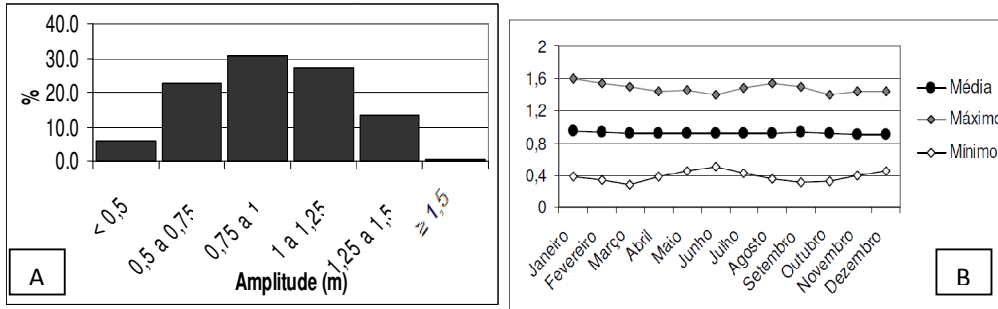 40.0
30.0
20.0
10.0
0.0
%
< 0,5
0,5 a 0,75
0,75 a 1
1 a 1,25
1,25 a 1,5
≥ 1,5
Amplitude (m)
A
2
1,6
1,2
0,8
0,4
0
Janeiro
Fevereiro
Março
Abril
Maio
Junho
Julho
Agosto
Setembro
Outubro
Novembro
Dezembro
Média
Máximo
Mínimo
B